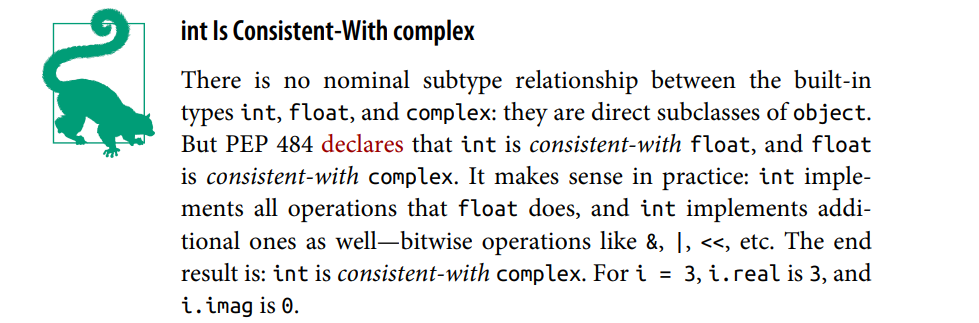 int Is Consistent-With complex
There is no nominal subtype relationship between the built-in
types int, float, and complex: they are direct subclasses of object.
But PEP 484 declares that int is consistent-with float, and float
is consistent-with complex. It makes sense in practice: int imple-
ments all operations that float does, and int implements addi-
tional ones as well—bitwise operations like &, |, <<, etc. The end
result is: int is consistent-with complex. For i = 3, i.real is 3, and
i.imag is 0.